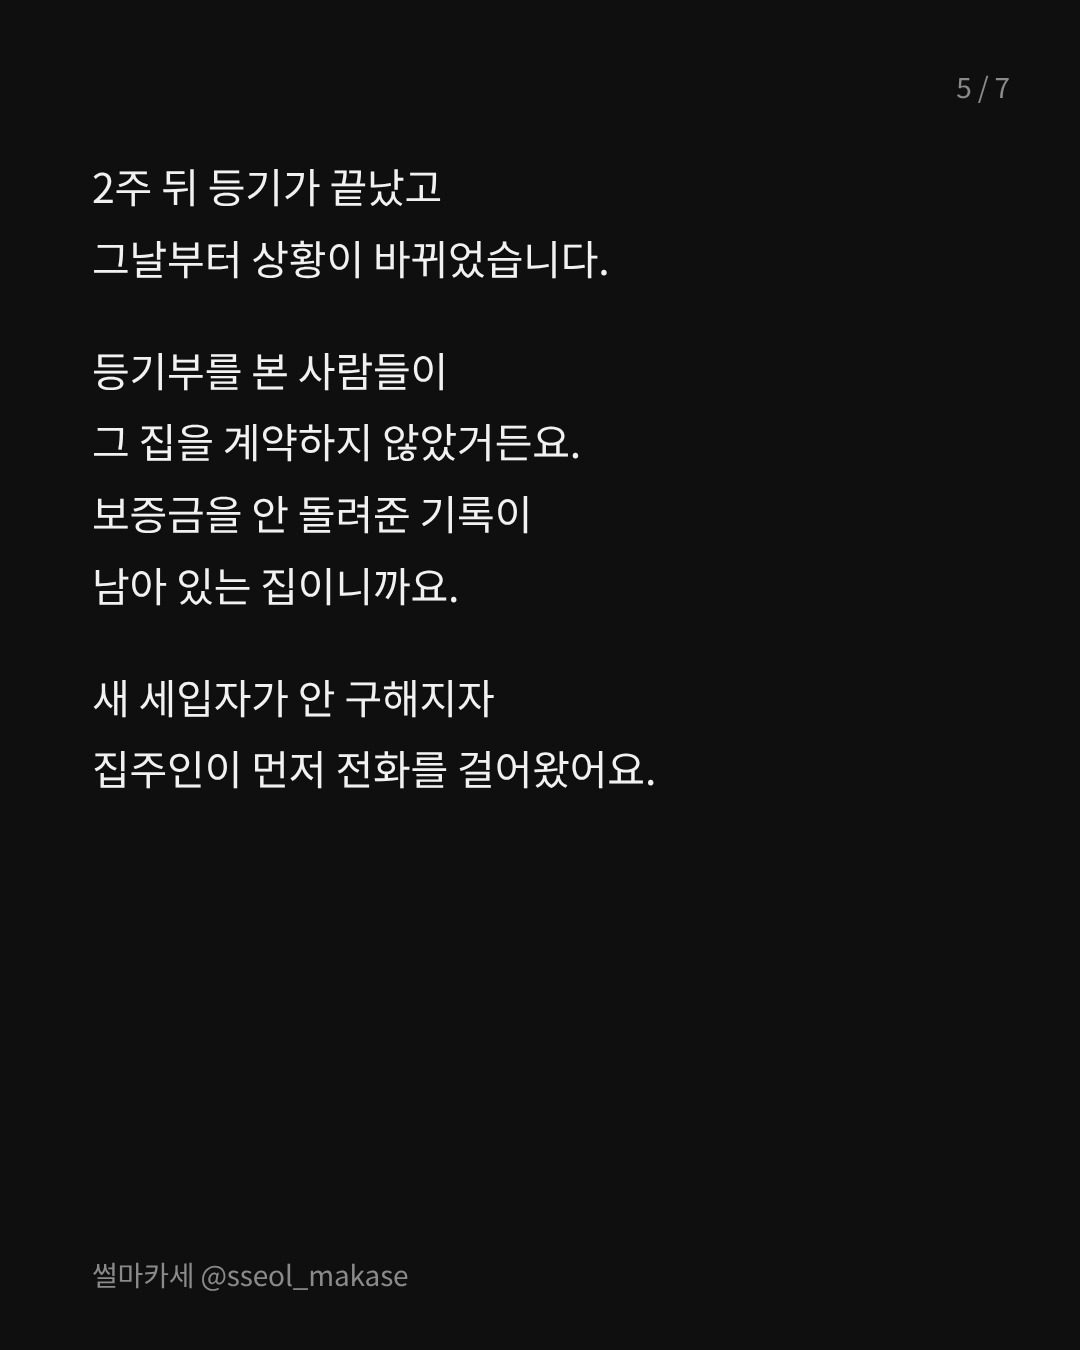 5 / 7
2주 뒤 등기가 끝났고
그날부터 상황이 바뀌었습니다.
등기부를 본 사람들이
그 집을 계약하지 않았거든요.
보증금을 안 돌려준 기록이
남아 있는 집이니까요.
새 세입자가 안 구해지자
집주인이 먼저 전화를 걸어왔어요.
썰마카세 @sseol_makase